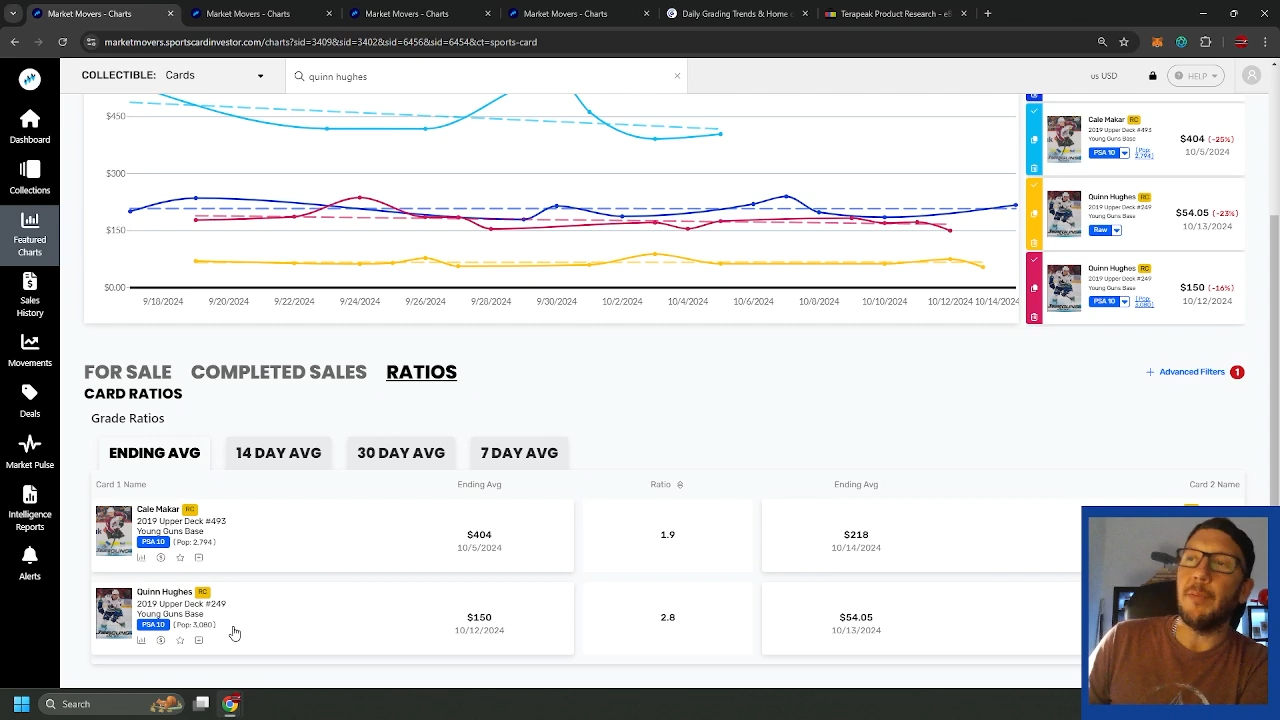 Market Movers - Charts
Market Movers - Charts
Market Movers - Charts
Market Movers - Charts
Daily Grading Trends & Home
Terapeak Product Research - eB
marketmovers.sportscardinvestor.com/charts?sid=3409&sid=3402&sid=6456&sid=6454&ct=sports-card
COLLECTIBLE: Cards
quinn hughes
us USD
HELP
Dashboard
Collections
Featured
Charts
Sales
History
Movements
Deals
Market Pulse
Intelligence
Reports
Alerts
$450
$300
$150
$0.00
9/18/2024 9/20/2024 9/22/2024 9/24/2024 9/26/2024 9/28/2024 9/30/2024 10/2/2024 10/4/2024 10/6/2024 10/8/2024 10/10/2024 10/12/2024 10/14/2024
Cale Makar RC
2019 Upper Deck #493
Young Guns Base
PSA 10 [Pop: 2,794]
$404 (-25%)
10/5/2024
Quinn Hughes RC
2019 Upper Deck #249
Young Guns Base
Raw
$54.05 (-23%)
10/13/2024
Quinn Hughes RC
2019 Upper Deck #249
Young Guns Base
PSA 10 [Pop: 3,080]
$150 (-16%)
10/12/2024
FOR SALE COMPLETED SALES RATIOS
+ Advanced Filters 1
CARD RATIOS
Grade Ratios
ENDING AVG 14 DAY AVG 30 DAY AVG 7 DAY AVG
Card 1 Name Ending Avg Ratio Ending Avg Card 2 Name
Cale Makar RC
2019 Upper Deck #493
Young Guns Base
PSA 10 (Pop: 2,794)
$404
10/5/2024
1.9
$218
10/14/2024
Quinn Hughes RC
2019 Upper Deck #249
Young Guns Base
PSA 10 (Pop: 3,080)
$150
10/12/2024
2.8
$54.05
10/13/2024
Search